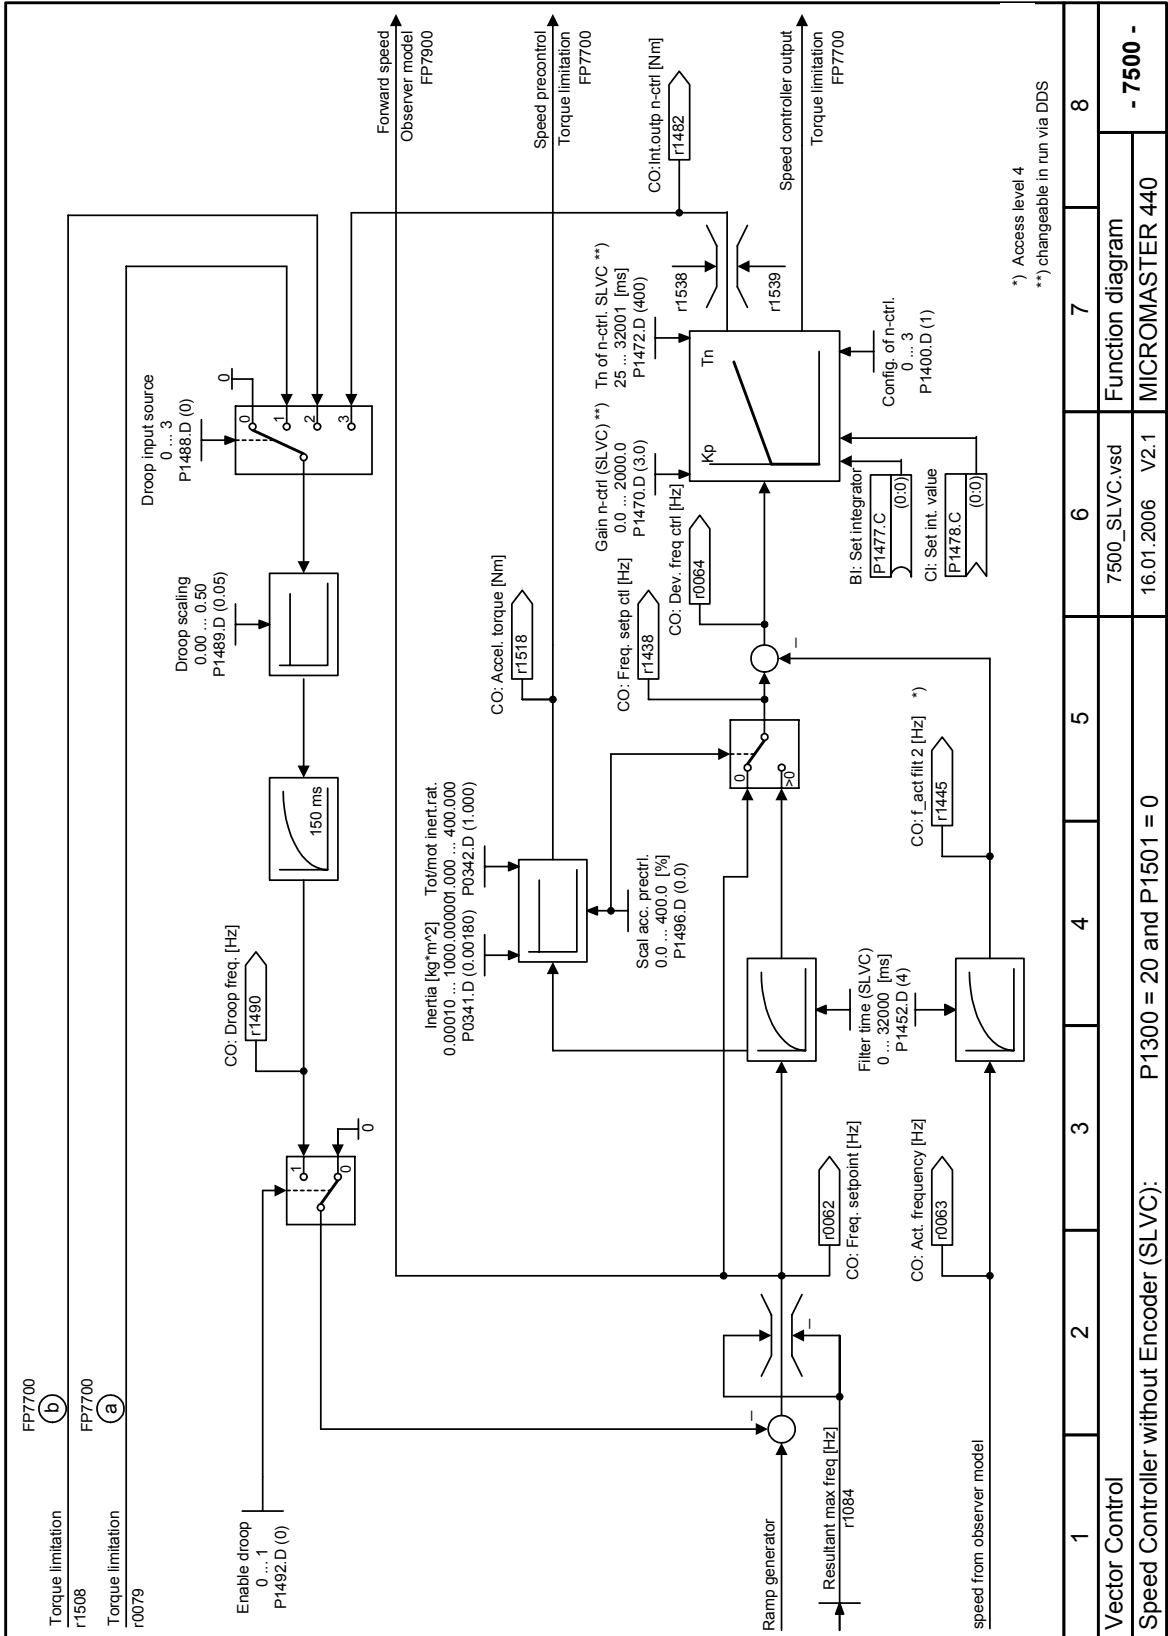 FP7700
b
FP7700
a
Torque limitation
r1508
Torque limitation
r0079
Enable droop
0 ... 1
P1492.D (0)
1
0
0
CO: Droop freq. [Hz]
r1490
150 ms
Droop scaling
0.00 ... 0.50
P1489.D (0.05)
Droop input source
0 ... 3
P1488.D (0)
0
0
1
2
3
Forward speed
Observer model
FP7900
Speed precontrol
Torque limitation
FP7700
Inertia [kg*m^2]
0.00010 ... 1000.00000
P0341.D (0.00180)
Tot/mot inert.rat.
1.000 ... 400.000
P0342.D (1.000)
CO: Accel. torque [Nm]
r1518
Scal acc. prectrl.
0.0 ... 400.0 [%]
P1496.D (0.0)
Ramp generator
–
Resultant max freq [Hz]
r1084
–
r0062
CO: Freq. setpoint [Hz]
0
>0
CO: Freq. setp ctl [Hz]
r1438
CO: Dev. freq ctrl [Hz]
r0064
–
Gain n-ctrl (SLVC) **)
0.0 ... 2000.0
P1470.D (3.0)
Tn of n-ctrl. SLVC **)
25 ... 32001 [ms]
P1472.D (400)
Kp
Tn
r1538
r1539
CO:Int.outp n-ctrl [Nm]
r1482
Speed controller output
Torque limitation
FP7700
Filter time (SLVC)
0 ... 32000 [ms]
P1452.D (4)
CO: Act. frequency [Hz]
r0063
CO: f_act filt 2 [Hz] *)
r1445
BI: Set integrator
P1477.C
(0:0)
CI: Set int. value
P1478.C
(0:0)
Config. of n-ctrl.
0 ... 3
P1400.D (1)
speed from observer model
*) Access level 4
**) changeable in run via DDS
1 2 3 4 5 6 7 8
Vector Control
7500_SLVC.vsd
Function diagram
- 7500 -
Speed Controller without Encoder (SLVC): P1300 = 20 and P1501 = 0
16.01.2006 V2.1
MICROMASTER 440